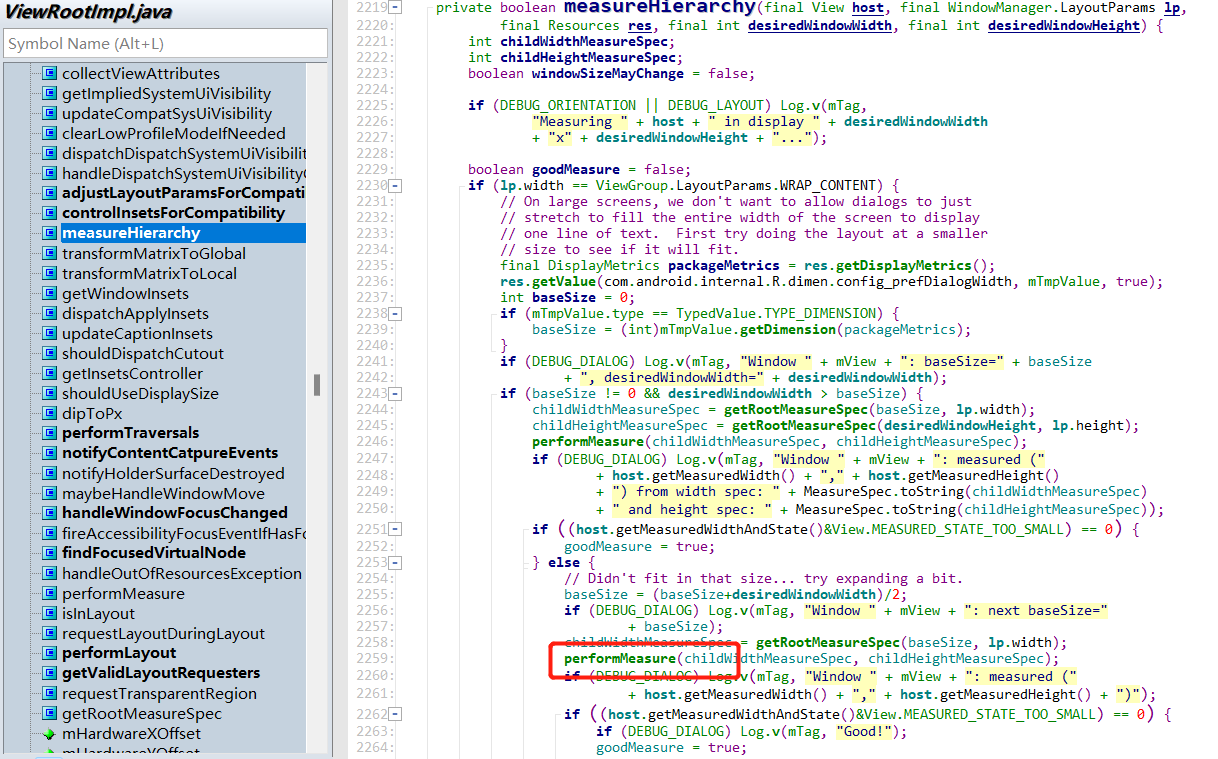 ViewRootImpl.java
Symbol Name (Alt+L)
collectViewAttributes
getImpliedSystemUiVisibility
updateCompatSysUiVisibility
clearLowProfileModeIfNeeded
dispatchDispatchSystemUiVisibilit
handleDispatchSystemUiVisibilityC
adjustLayoutParamsForCompati
controlInsetsForCompatibility
measureHierarchy
transformMatrixToGlobal
transformMatrixToLocal
getWindowInsets
dispatchApplyInsets
updateCaptionInsets
shouldDispatchCutout
getInsetsController
shouldUseDisplaySize
dipToPx
performTraversals
notifyContentCatpureEvents
notifyHolderSurfaceDestroyed
maybeHandleWindowMove
handleWindowFocusChanged
fireAccessibilityFocusEventIfHasFo
findFocusedVirtualNode
handleOutOfResourcesException
performMeasure
isInLayout
requestLayoutDuringLayout
performLayout
getValidLayoutRequesters
requestTransparentRegion
getRootMeasureSpec
mHardwareXOffset
mHardwareYOffset
2219: private boolean measureHierarchy(final View host, final WindowManager.LayoutParams lp,
2220: final Resources res, final int desiredWindowWidth, final int desiredWindowHeight) {
2221: int childWidthMeasureSpec;
2222: int childHeightMeasureSpec;
2223: boolean windowSizeMayChange = false;
2224:
2225: if (DEBUG_ORIENTATION || DEBUG_LAYOUT) Log.v(mTag,
2226: "Measuring " + host + " in display " + desiredWindowWidth
2227: + "x" + desiredWindowHeight + "...");
2228:
2229: boolean goodMeasure = false;
2230: if (lp.width == ViewGroup.LayoutParams.WRAP_CONTENT) {
2231: // On large screens, we don't want to allow dialogs to just
2232: // stretch to fill the entire width of the screen to display
2233: // one line of text.  First try doing the layout at a smaller
2234: // size to see if it will fit.
2235: final DisplayMetrics packageMetrics = res.getDisplayMetrics();
2236: res.getValue(com.android.internal.R.dimen.config_prefDialogWidth, mTmpValue, true);
2237: int baseSize = 0;
2238: if (mTmpValue.type == TypedValue.TYPE_DIMENSION) {
2239: baseSize = (int)mTmpValue.getDimension(packageMetrics);
2240: }
2241: if (DEBUG_DIALOG) Log.v(mTag, "Window " + mView + ": baseSize=" + baseSize
2242: + ", desiredWindowWidth=" + desiredWindowWidth);
2243: if (baseSize != 0 && desiredWindowWidth > baseSize) {
2244: childWidthMeasureSpec = getRootMeasureSpec(baseSize, lp.width);
2245: childHeightMeasureSpec = getRootMeasureSpec(desiredWindowHeight, lp.height);
2246: performMeasure(childWidthMeasureSpec, childHeightMeasureSpec);
2247: if (DEBUG_DIALOG) Log.v(mTag, "Window " + mView + ": measured ("
2248: + host.getMeasuredWidth() + "," + host.getMeasuredHeight()
2249: + ") from width spec: " + MeasureSpec.toString(childWidthMeasureSpec)
2250: + " and height spec: " + MeasureSpec.toString(childHeightMeasureSpec));
2251: if ((host.getMeasuredWidthAndState()&View.MEASURED_STATE_TOO_SMALL) == 0) {
2252: goodMeasure = true;
2253: } else {
2254: // Didn't fit in that size... try expanding a bit.
2255: baseSize = (baseSize+desiredWindowWidth)/2;
2256: if (DEBUG_DIALOG) Log.v(mTag, "Window " + mView + ": next baseSize="
2257: + baseSize);
2258: childWidthMeasureSpec = getRootMeasureSpec(baseSize, lp.width);
2259: performMeasure(childWidthMeasureSpec, childHeightMeasureSpec);
2260: if (DEBUG_DIALOG) Log.v(mTag, "Window " + mView + ": measured ("
2261: + host.getMeasuredWidth() + "," + host.getMeasuredHeight() + ")");
2262: if ((host.getMeasuredWidthAndState()&View.MEASURED_STATE_TOO_SMALL) == 0) {
2263: if (DEBUG_DIALOG) Log.v(mTag, "Good!");
2264: goodMeasure = true;